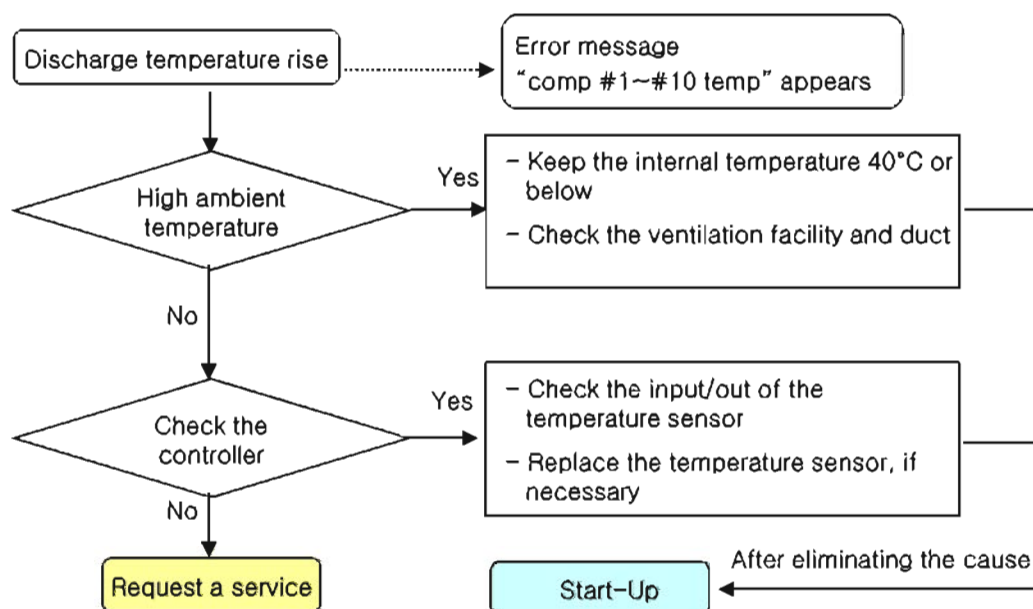 Discharge temperature rise
Error message
“comp #1~#10 temp” appears
High ambient
temperature
Yes
- Keep the internal temperature 40°C or
below
- Check the ventilation facility and duct
No
Check the
controller
Yes
- Check the input/out of the
temperature sensor
- Replace the temperature sensor, if
necessary
No
Request a service
Start-Up
After eliminating the cause